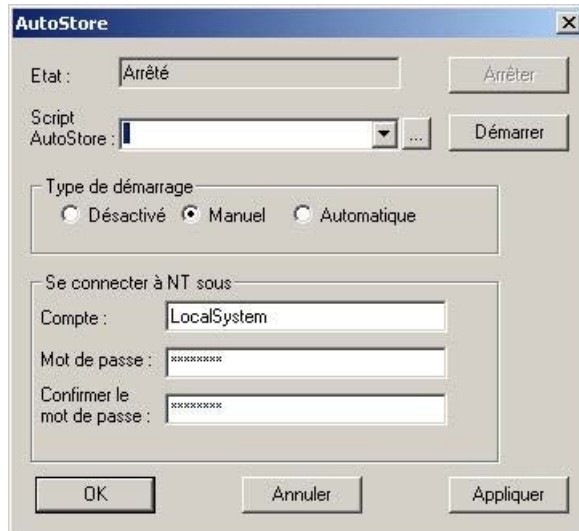 AutoStore
Etat : Arrêté Arrêter
Script
AutoStore : ... Démarrer
Type de démarrage
Désactivé Manuel Automatique
Se connecter à NT sous
Compte : LocalSystem
Mot de passe : ××××××××
Confirmer le
mot de passe : ××××××××
OK Annuler Appliquer